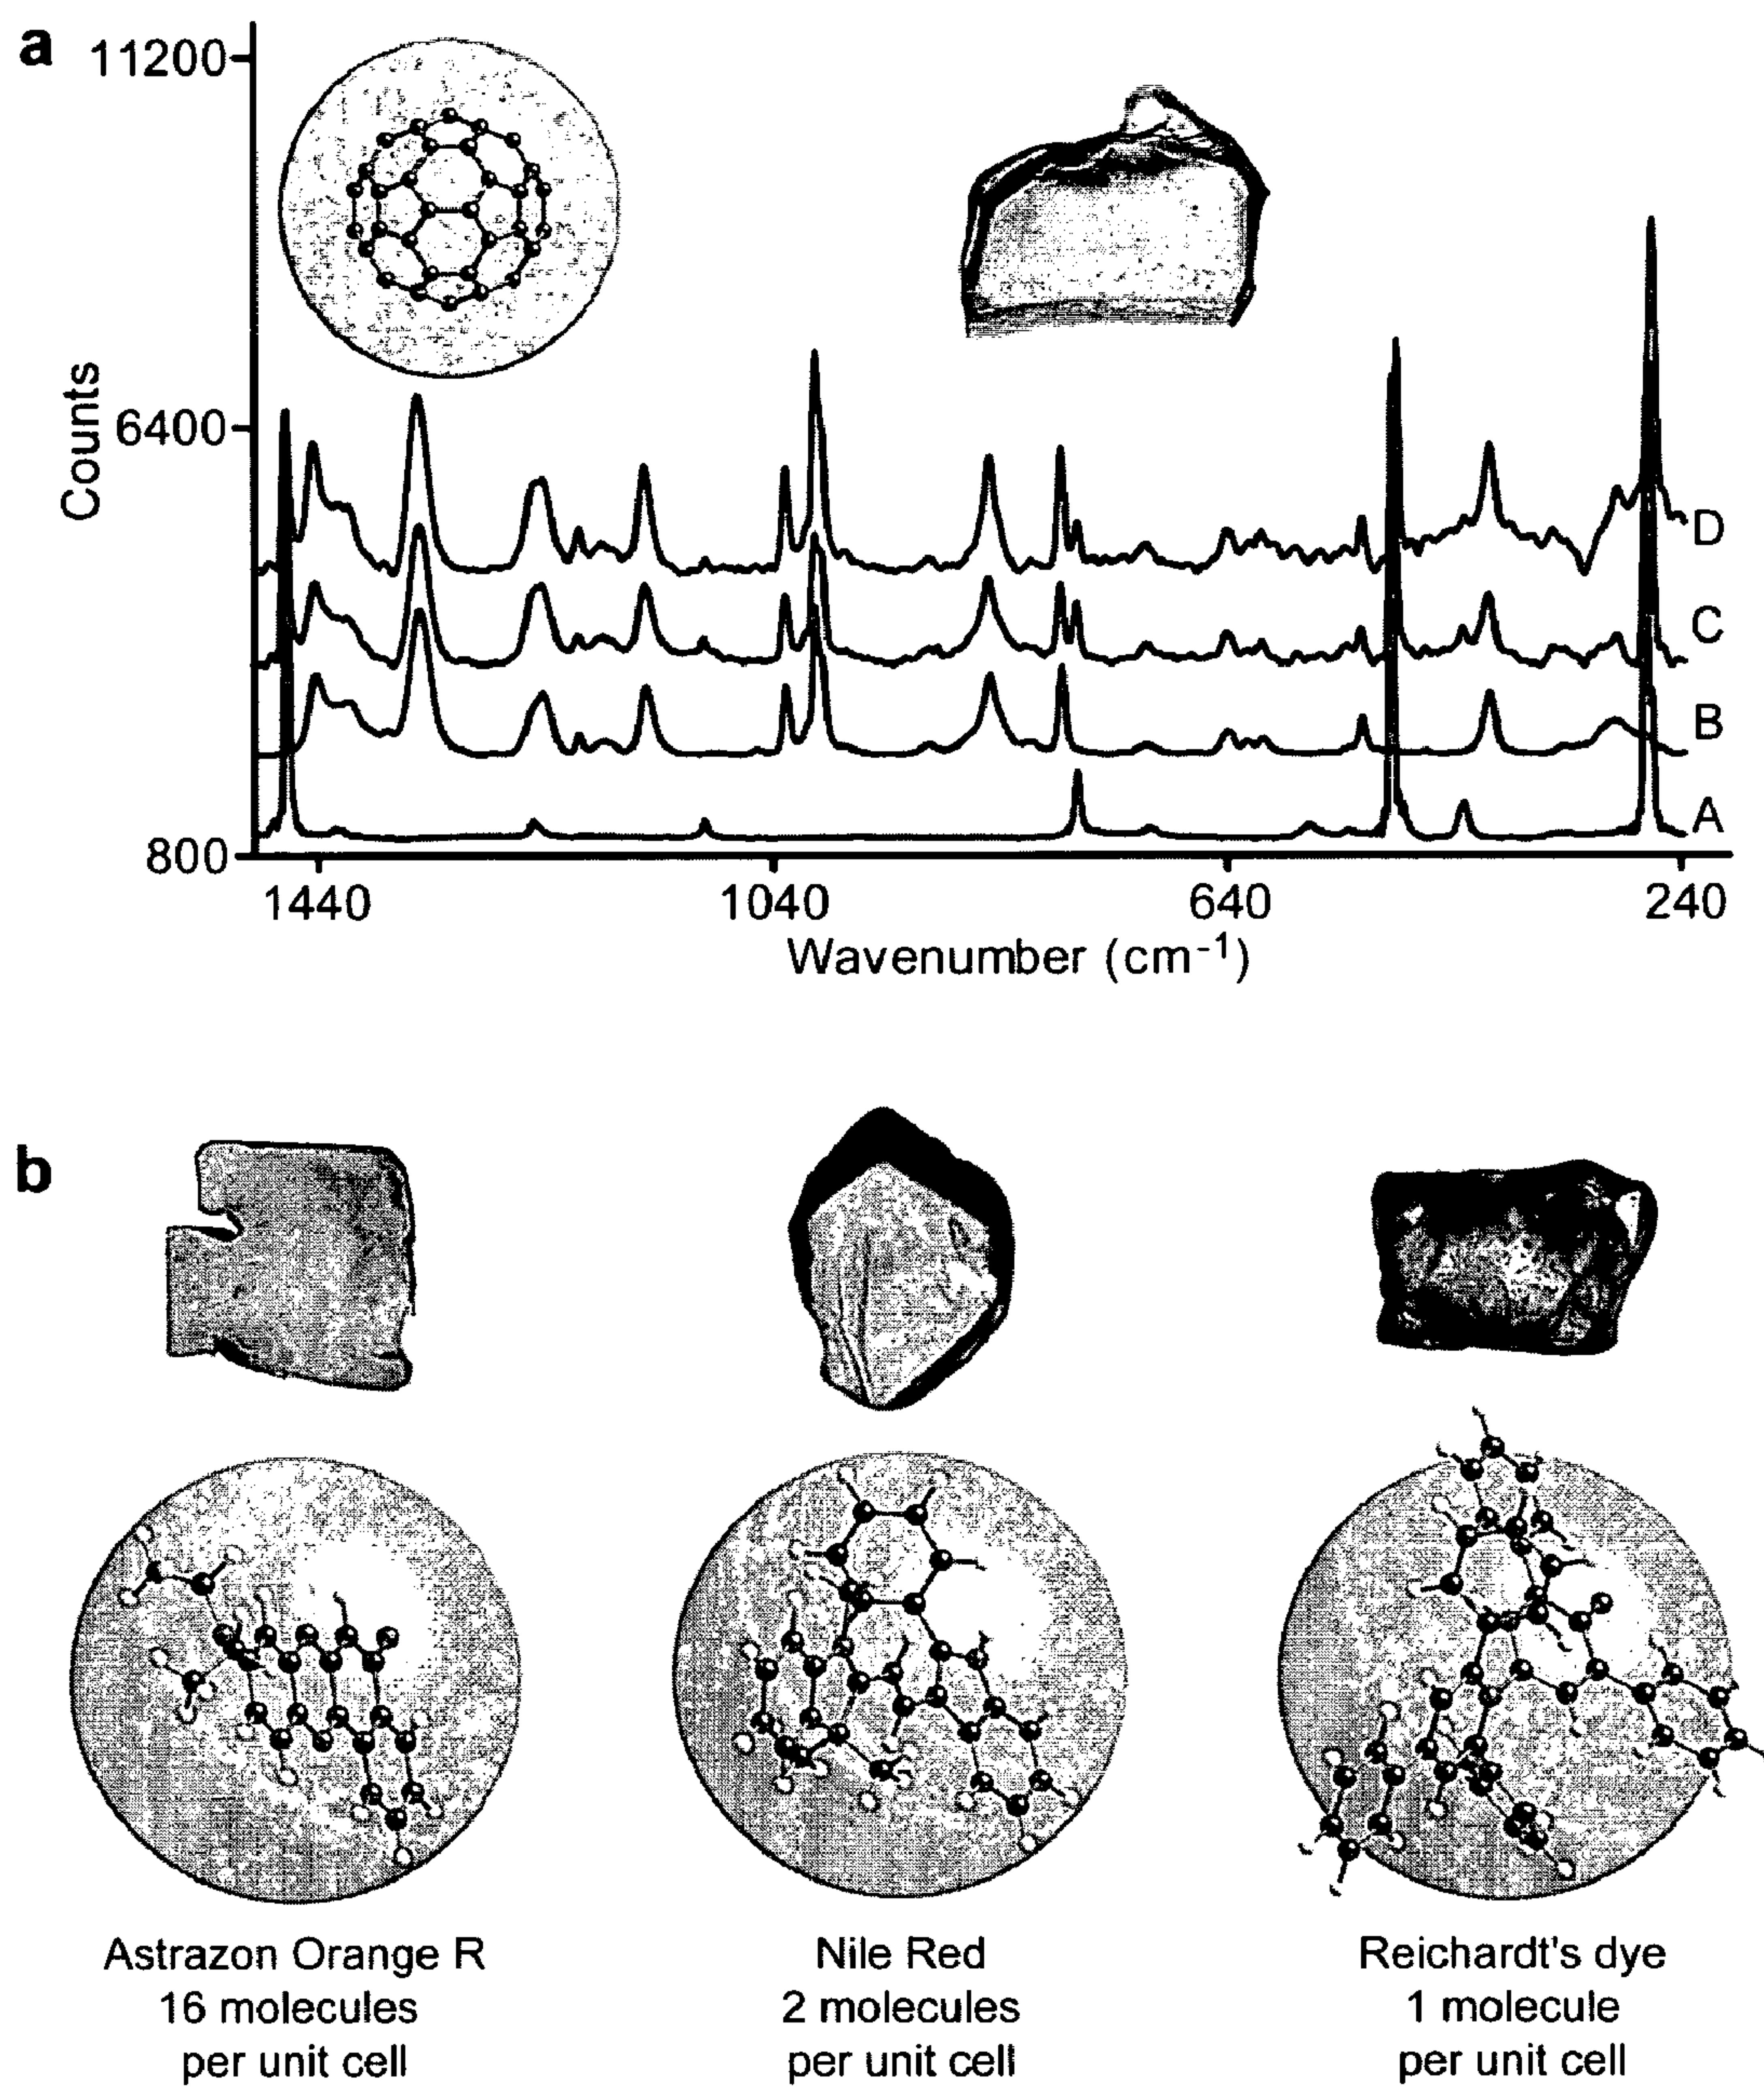 a
11200
6400
800
Counts
D
C
B
A
1440
1040
640
240
Wavenumber (cm-1)
b
Astrazon Orange R
16 molecules
per unit cell
Nile Red
2 molecules
per unit cell
Reichardt's dye
1 molecule
per unit cell